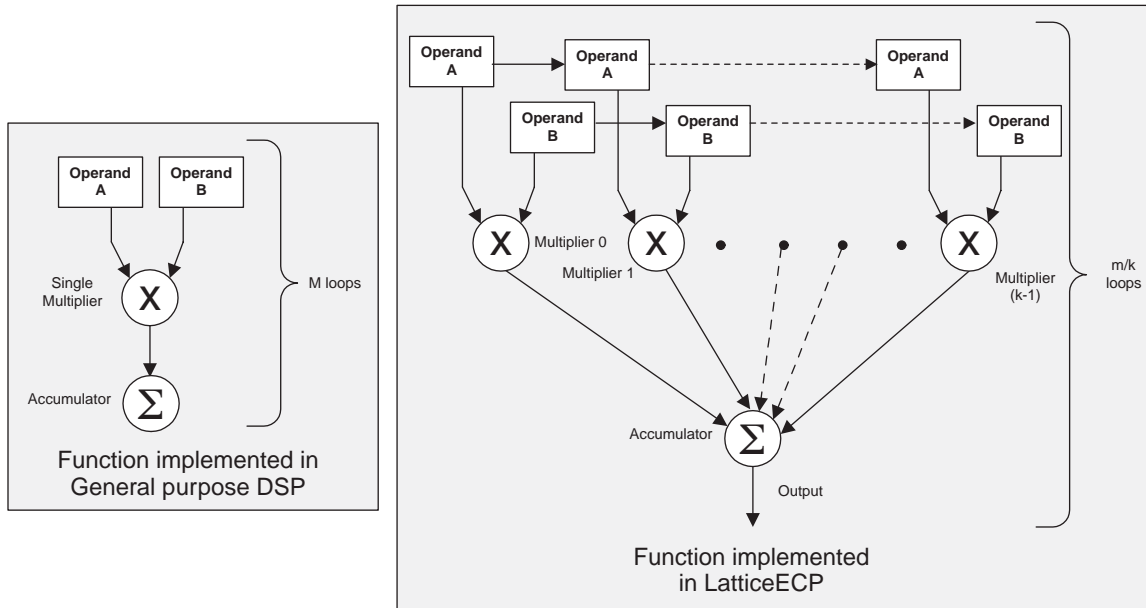 Operand
A
Operand
B
Single
Multiplier
X
M loops
Accumulator
Σ
Function implemented in
General purpose DSP
Operand
A
Operand
A
Operand
A
Operand
B
Operand
B
Operand
B
X
Multiplier 0
X
Multiplier 1
X
Multiplier
(k-1)
m/k
loops
Accumulator
Σ
Output
Function implemented
in LatticeECP